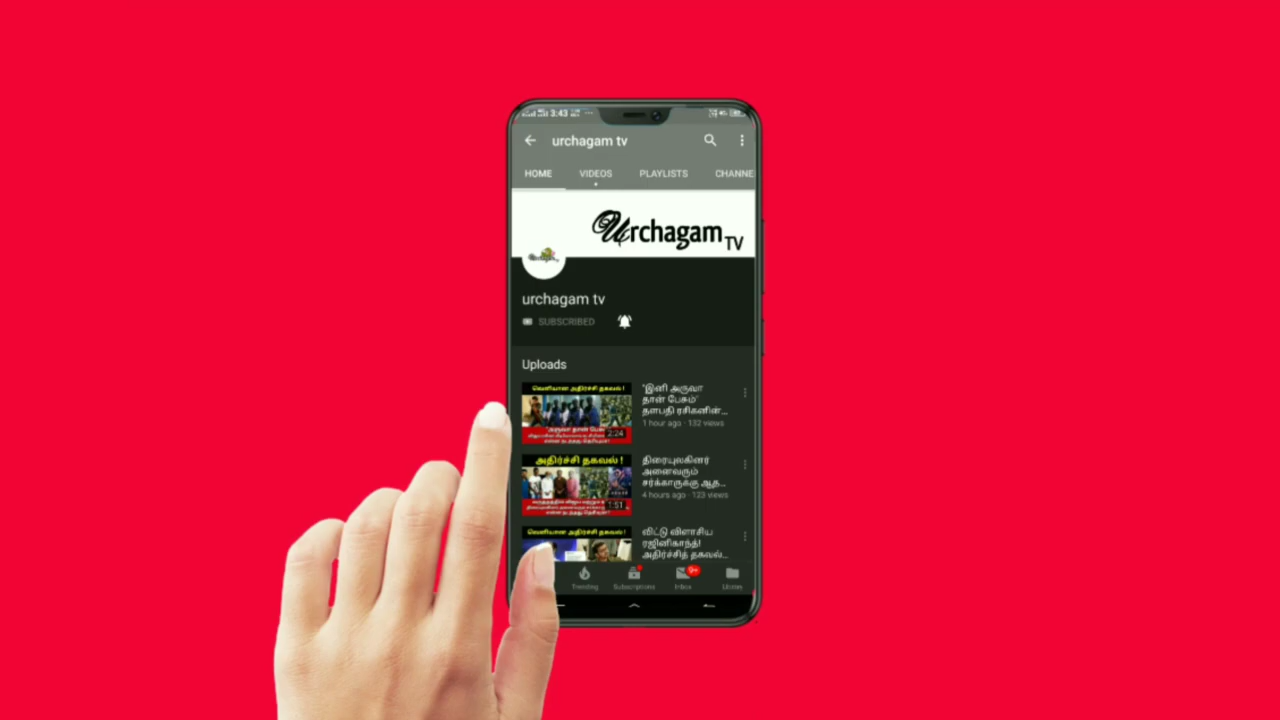 3:43
urchagam tv
HOME VIDEOS PLAYLISTS CHANNE
Urchagam TV
urchagam tv
SUBSCRIBED
Uploads
வெளியான அதிர்ச்சி தகவல் !
2:24
"இனி அருவா
தான் பேசும்'
தளபதி ரசிகனின்...
1 hour ago · 132 views
அதிர்ச்சி தகவல் !
1:51
திரையுலகினர்
அனைவரும்
சர்க்காருக்கு ஆத...
4 hours ago · 123 views
வெளியான அதிர்ச்சி தகவல் !
விட்டு விளாசிய
ரஜினிகாந்த்!
அதிர்ச்சித் தகவல்...
9+
Trending Subscriptions Inbox